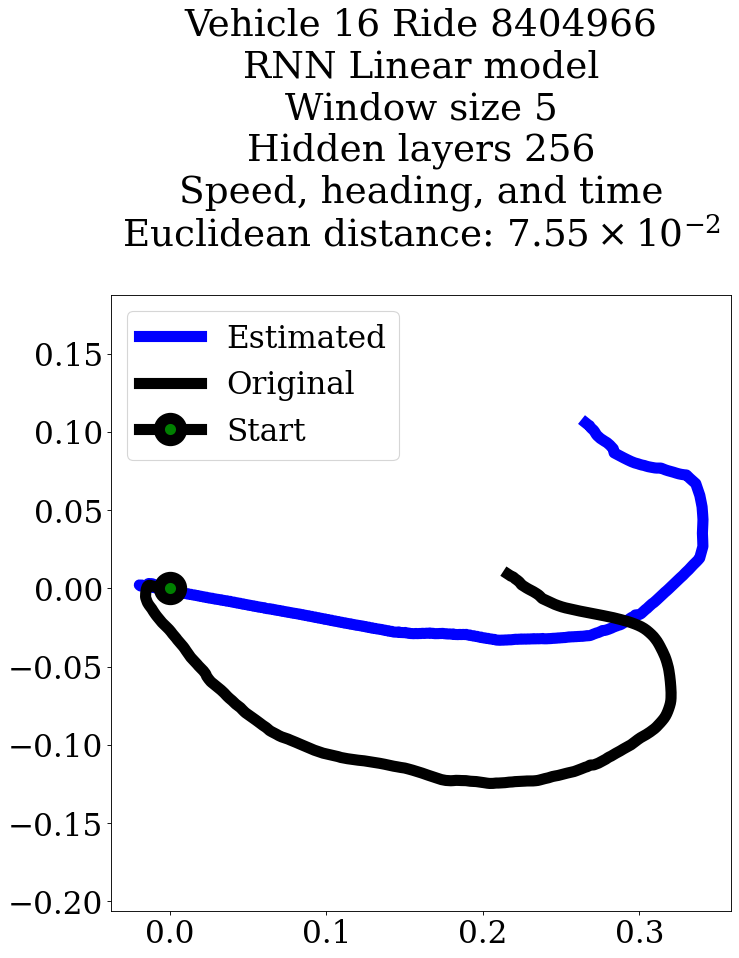 Vehicle 16 Ride 8404966
RNN Linear model
Window size 5
Hidden layers 256
Speed, heading, and time
Euclidean distance: 7.55 × 10⁻²
Estimated
Original
Start
0.15
0.10
0.05
0.00
−0.05
−0.10
−0.15
−0.20
0.0 0.1 0.2 0.3